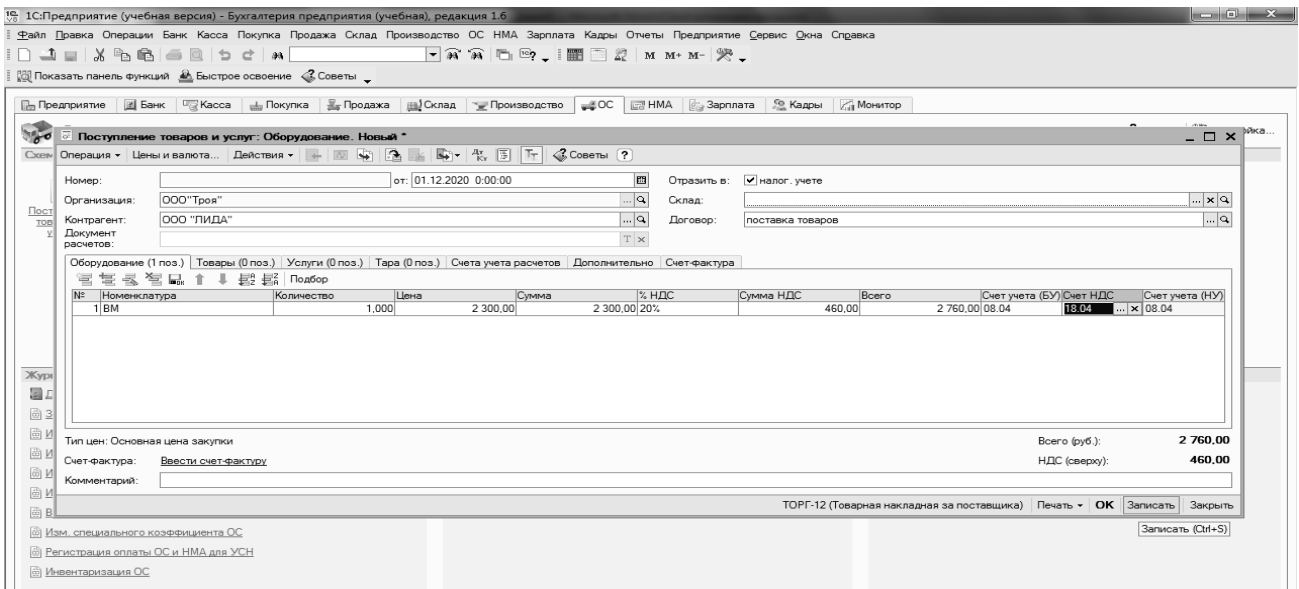 1С:Предприятие (учебная версия) - Бухгалтерия предприятия (учебная), редакция 1.6
Файл Правка Операции Банк Касса Покупка Продажа Склад Производство ОС НМА Зарплата Кадры Отчеты Предприятие Сервис Окна Справка
М М+ М-
Показать панель функций Быстрое освоение Советы
Предприятие Банк Касса Покупка Продажа Склад Производство ОС НМА Зарплата Кадры Монитор
йка...
Поступление товаров и услуг: Оборудование. Новый *
Схем
Операция Цены и валюта... Действия Советы
Номер: от: 01.12.2020 0:00:00 Отразить в: налог. учете
Организация: ООО"Троя" Склад:
Пост
Контрагент: ООО "ЛИДА" Договор: поставка товаров
тов
Документ расчетов:
у
Оборудование (1 поз.) Товары (0 поз.) Услуги (0 поз.) Тара (0 поз.) Счета учета расчетов Дополнительно Счет-фактура
Подбор
№ Номенклатура Количество Цена Сумма % НДС Сумма НДС Всего Счет учета (БУ) Счет НДС Счет учета (НУ)
1 ВМ 1,000 2 300,00 2 300,00 20% 460,00 2 760,00 08.04 18.04 08.04
Журн
Тип цен: Основная цена закупки Всего (руб.): 2 760,00
Счет-фактура: Ввести счет-фактуру НДС (сверху): 460,00
Комментарий:
ТОРГ-12 (Товарная накладная за поставщика) Печать OK Записать Закрыть
Записать (Ctrl+S)
Изм. специального коэффициента ОС
Регистрация оплаты ОС и НМА для УСН
Инвентаризация ОС